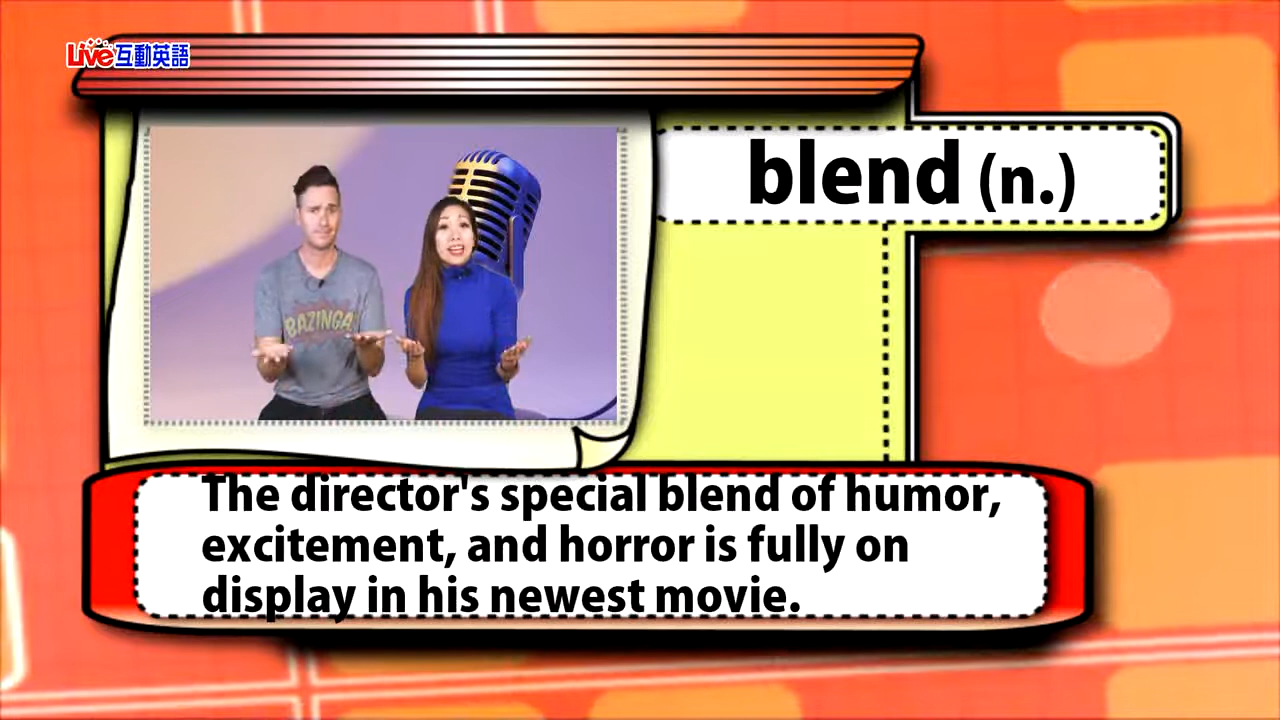 Live互動英語
blend (n.)
BAZINGA!
The director's special blend of humor,
excitement, and horror is fully on
display in his newest movie.